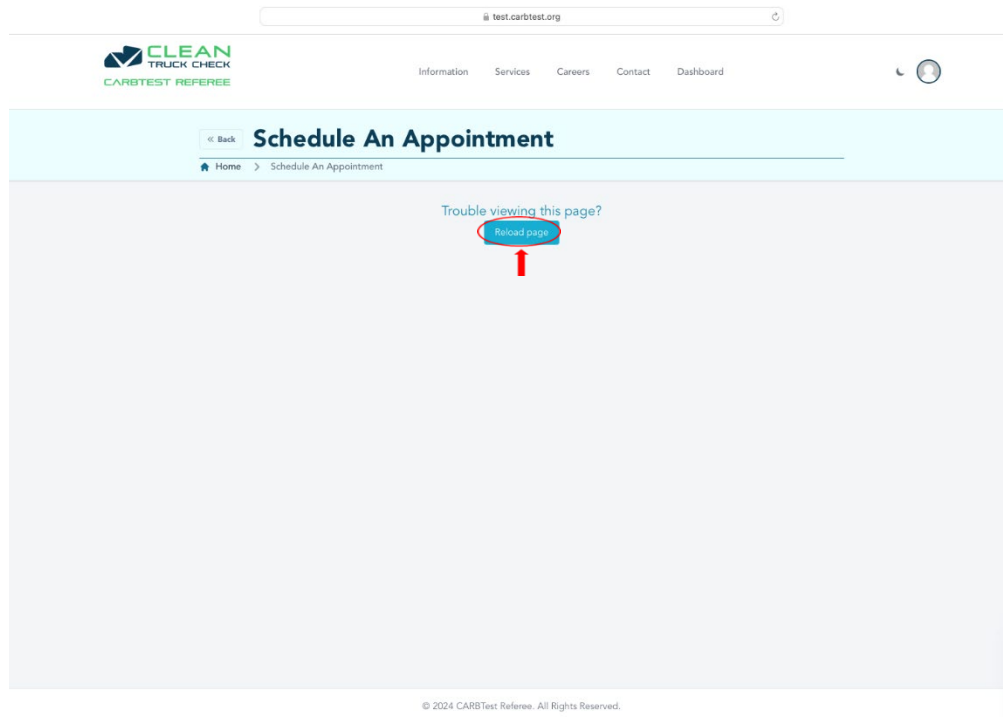 test.carbtest.org
CLEAN
TRUCK CHECK
CARBTEST REFEREE
Information Services Careers Contact Dashboard
« Back Schedule An Appointment
Home > Schedule An Appointment
Trouble viewing this page?
Reload page
© 2024 CARBTest Referee. All Rights Reserved.